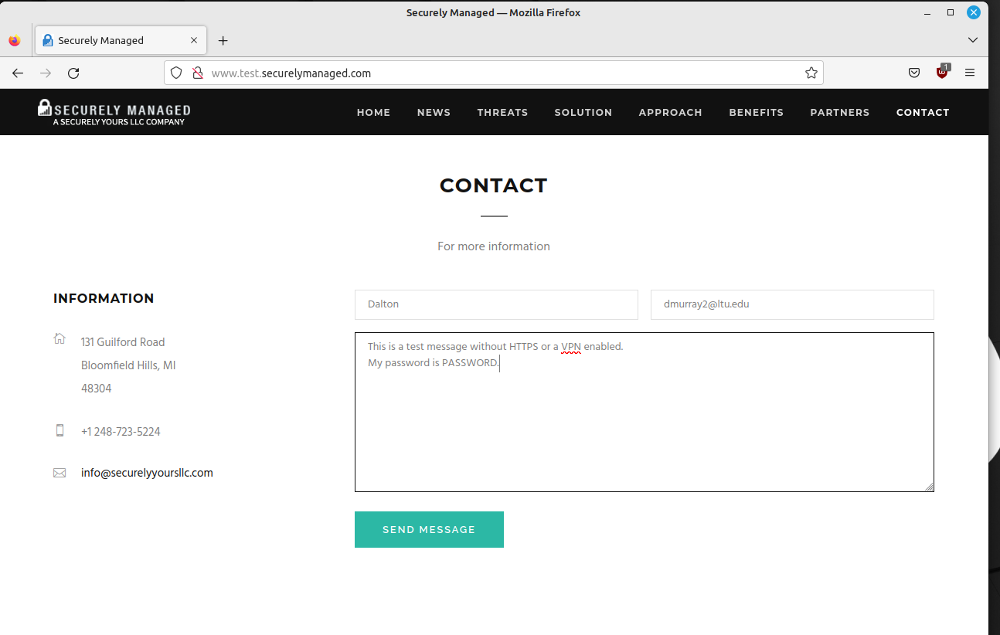 Securely Managed — Mozilla Firefox
Securely Managed
www.test.securelymanaged.com
1
SECURELY MANAGED
A SECURELY YOURS LLC COMPANY
HOME NEWS THREATS SOLUTION APPROACH BENEFITS PARTNERS CONTACT
CONTACT
For more information
INFORMATION
131 Guilford Road
Bloomfield Hills, MI
48304
+1 248-723-5224
info@securelyyoursllc.com
Dalton
dmurray2@ltu.edu
This is a test message without HTTPS or a VPN enabled.
My password is PASSWORD.
SEND MESSAGE